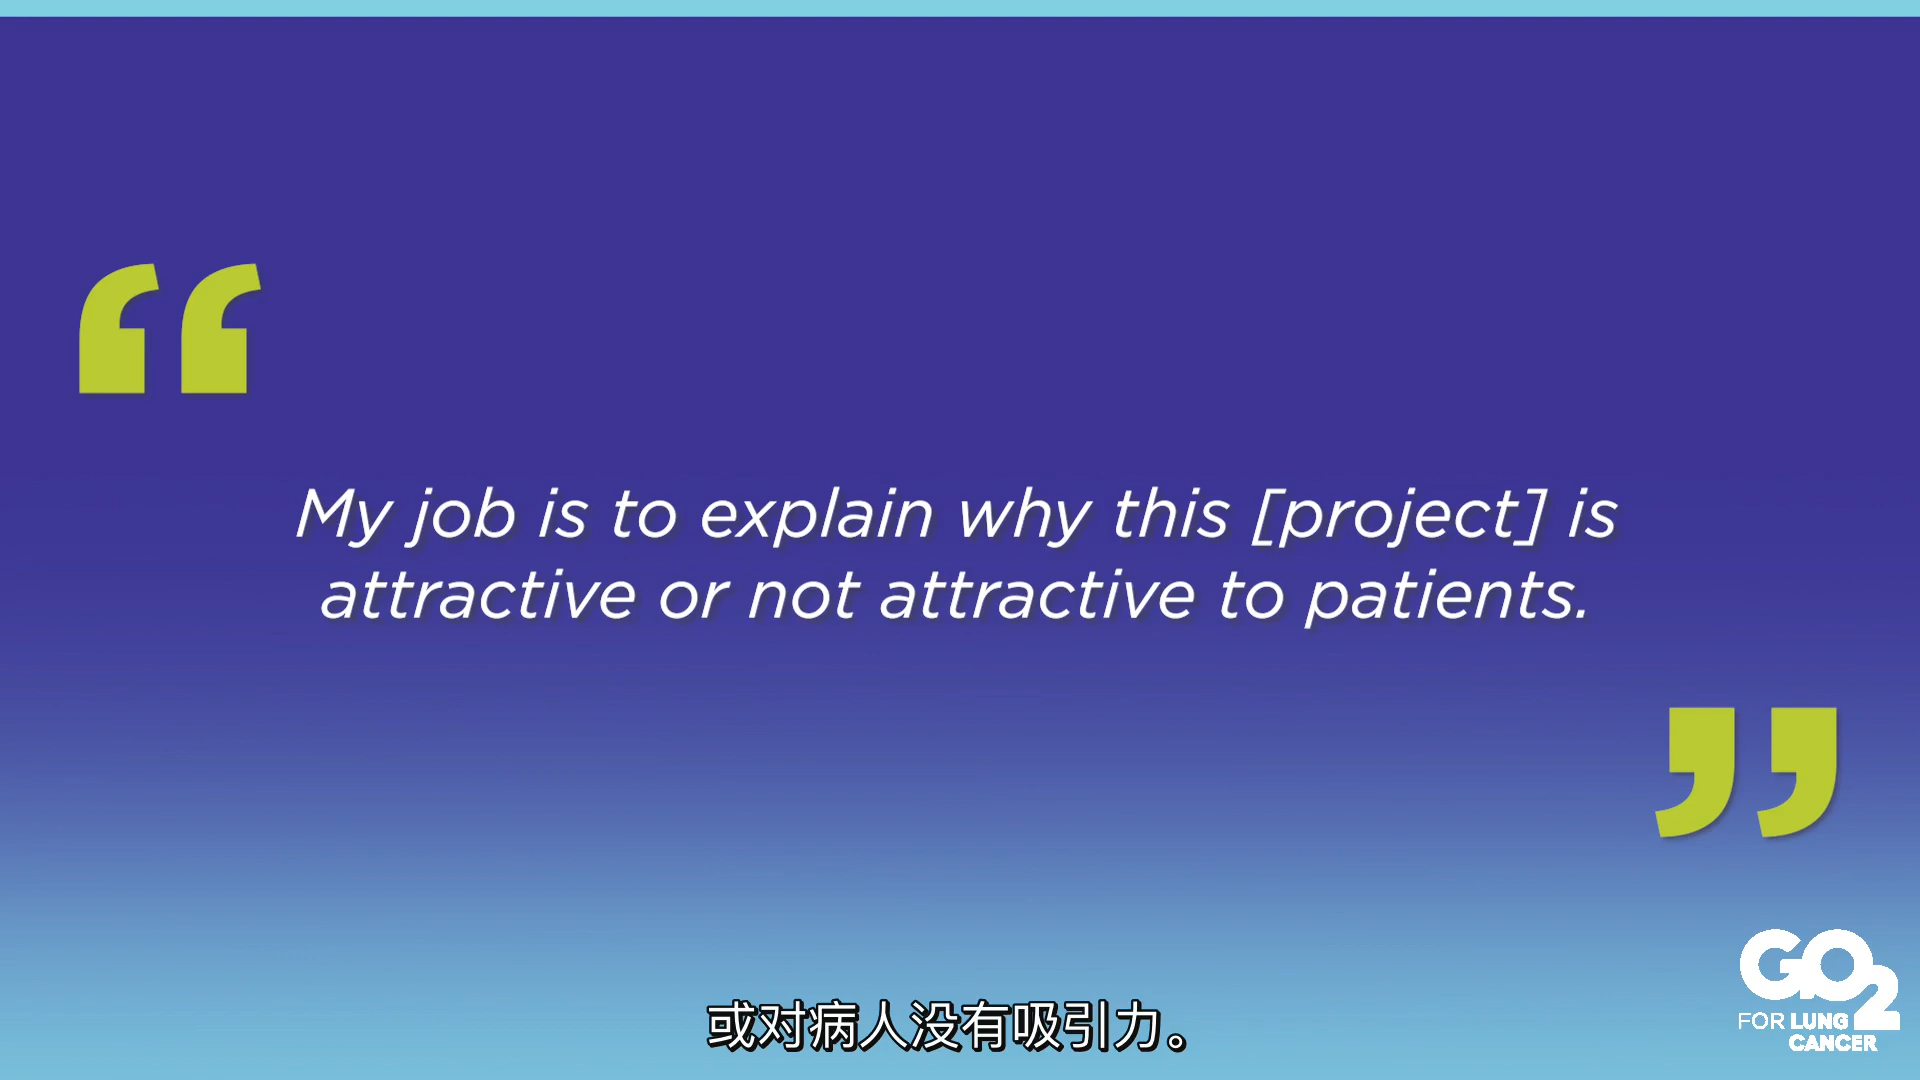 “
My job is to explain why this [project] is
attractive or not attractive to patients.
”
或对病人没有吸引力。
GO2
FOR LUNG
CANCER